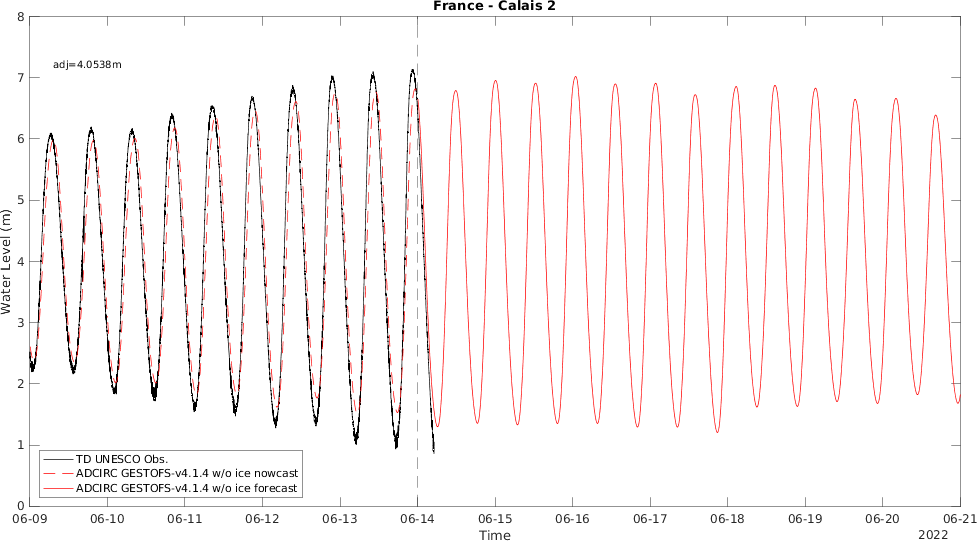 France - Calais 2
adj=4.0538m
8
7
6
5
4
3
2
1
0
Water Level (m)
TD UNESCO Obs.
ADCIRC GESTOFS-v4.1.4 w/o ice nowcast
ADCIRC GESTOFS-v4.1.4 w/o ice forecast
06-09 06-10 06-11 06-12 06-13 06-14 06-15 06-16 06-17 06-18 06-19 06-20 06-21
Time
2022